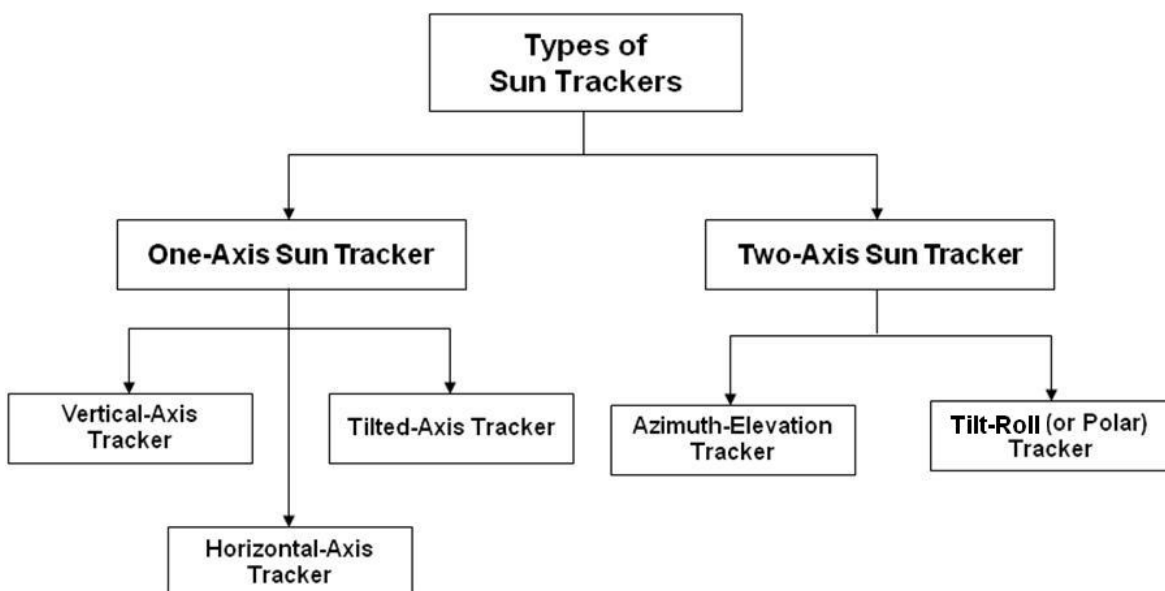 Types of
Sun Trackers
One-Axis Sun Tracker
Two-Axis Sun Tracker
Vertical-Axis
Tracker
Tilted-Axis Tracker
Azimuth-Elevation
Tracker
Tilt-Roll (or Polar)
Tracker
Horizontal-Axis
Tracker